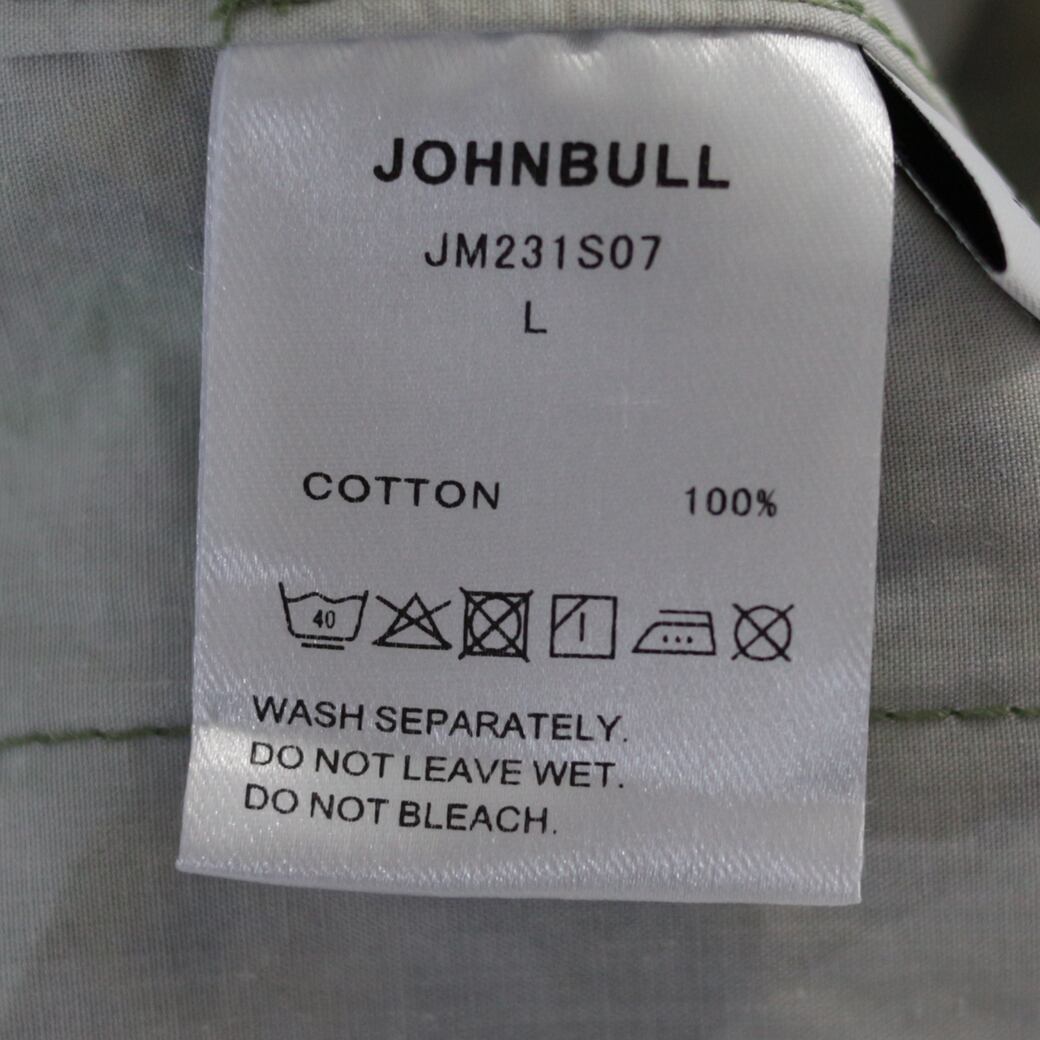 JOHNBULL
JM231S07
L
COTTON 100%
40
WASH SEPARATELY.
DO NOT LEAVE WET.
DO NOT BLEACH.